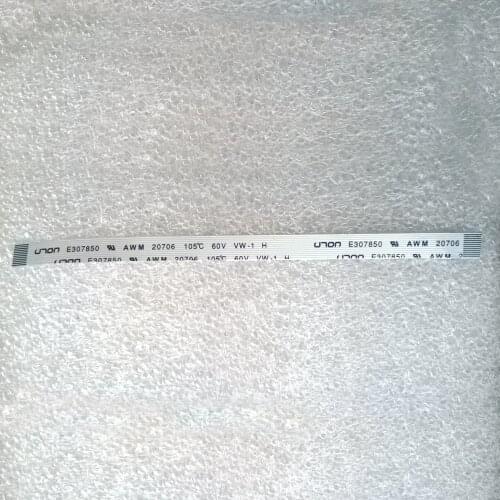 UNON E307850 AWM 20706 105℃ 60V VW-1 H UNON E307850 AWM 20706
UNON E307850 AWM 20706 105℃ 60V VW-1 H UNON E307850 AWM 2